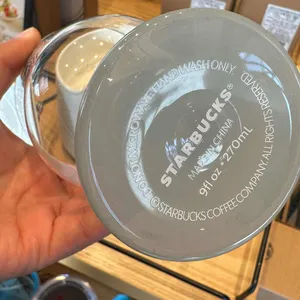 HAND WASH ONLY.
STARBUCKS®
MADE IN CHINA
9fl oz · 270mL
STARBUCKS COFFEE COMPANY. ALL RIGHTS RESERVED.